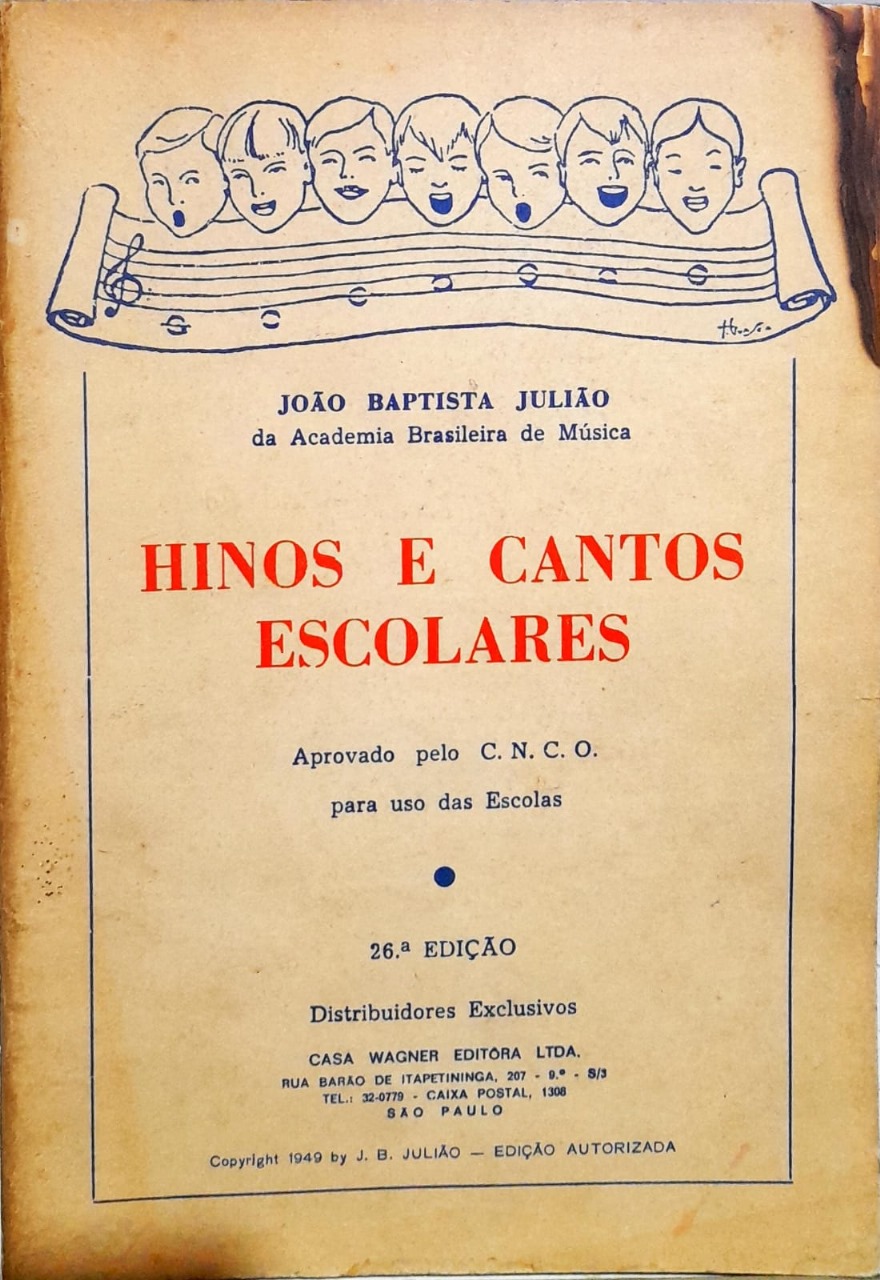 JOÃO BAPTISTA JULIÃO
da Academia Brasileira de Música
HINOS E CANTOS
ESCOLARES
Aprovado pelo C. N. C. O.
para uso das Escolas
26.ª EDIÇÃO
Distribuidores Exclusivos
CASA WAGNER EDITÔRA LTDA.
RUA BARÃO DE ITAPETININGA, 207 - 9.º - S/3
TEL.: 32-0779 - CAIXA POSTAL, 1308
SÃO PAULO
Copyright 1949 by J. B. JULIÃO — EDIÇÃO AUTORIZADA